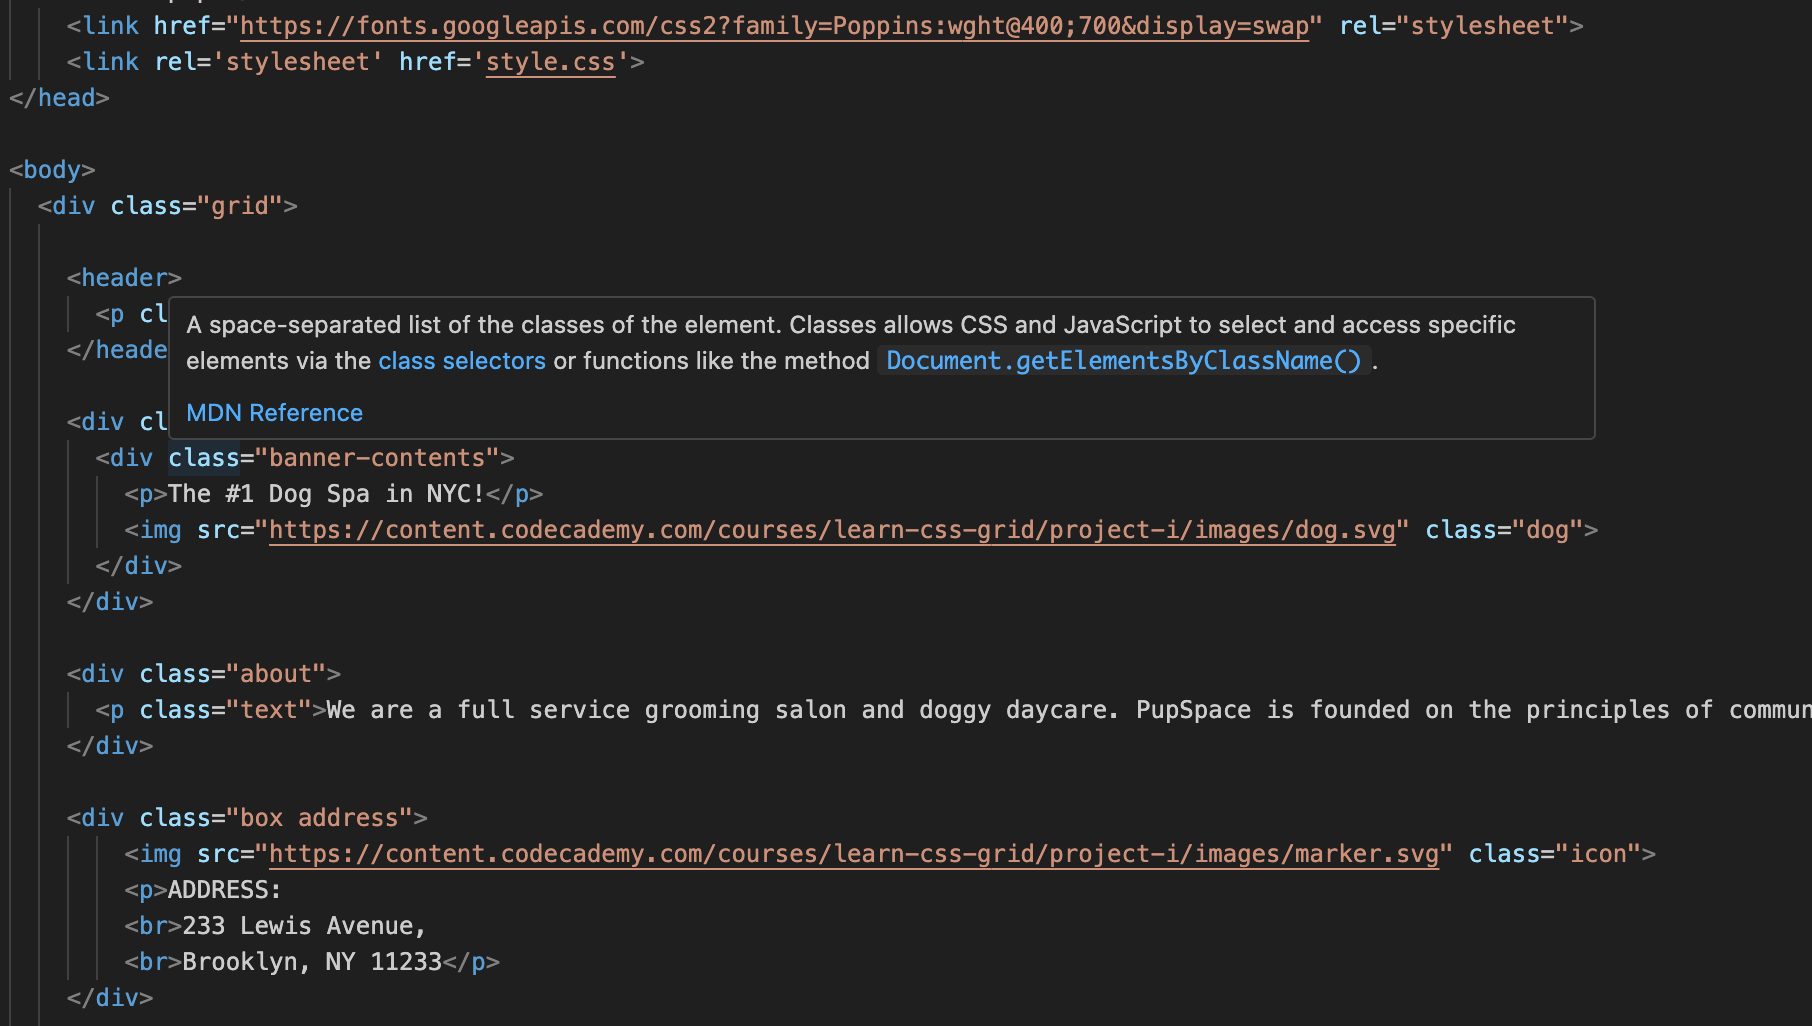 <link href="https://fonts.googleapis.com/css2?family=Poppins:wght@400;700&display=swap" rel="stylesheet">
<link rel='stylesheet' href='style.css'>
</head>
<body>
<div class="grid">
<header>
<p cl
</heade
A space-separated list of the classes of the element. Classes allows CSS and JavaScript to select and access specific
elements via the class selectors or functions like the method Document.getElementsByClassName().
MDN Reference
<div cl
<div class="banner-contents">
<p>The #1 Dog Spa in NYC!</p>
<img src="https://content.codecademy.com/courses/learn-css-grid/project-i/images/dog.svg" class="dog">
</div>
</div>
<div class="about">
<p class="text">We are a full service grooming salon and doggy daycare. PupSpace is founded on the principles of commun
</div>
<div class="box address">
<img src="https://content.codecademy.com/courses/learn-css-grid/project-i/images/marker.svg" class="icon">
<p>ADDRESS:
<br>233 Lewis Avenue,
<br>Brooklyn, NY 11233</p>
</div>